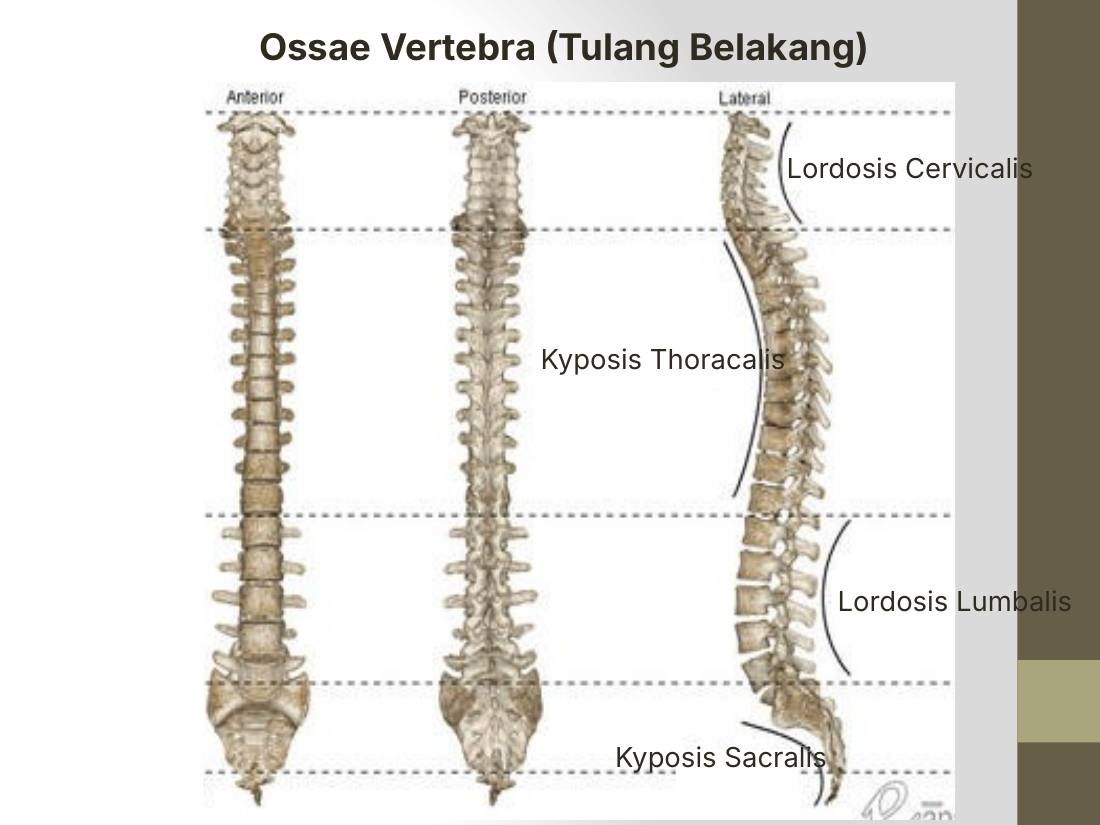 Ossae Vertebra (Tulang Belakang)
Anterior
Posterior
Lateral
Lordosis Cervicalis
Kyposis Thoracalis
Lordosis Lumbalis
Kyposis Sacralis